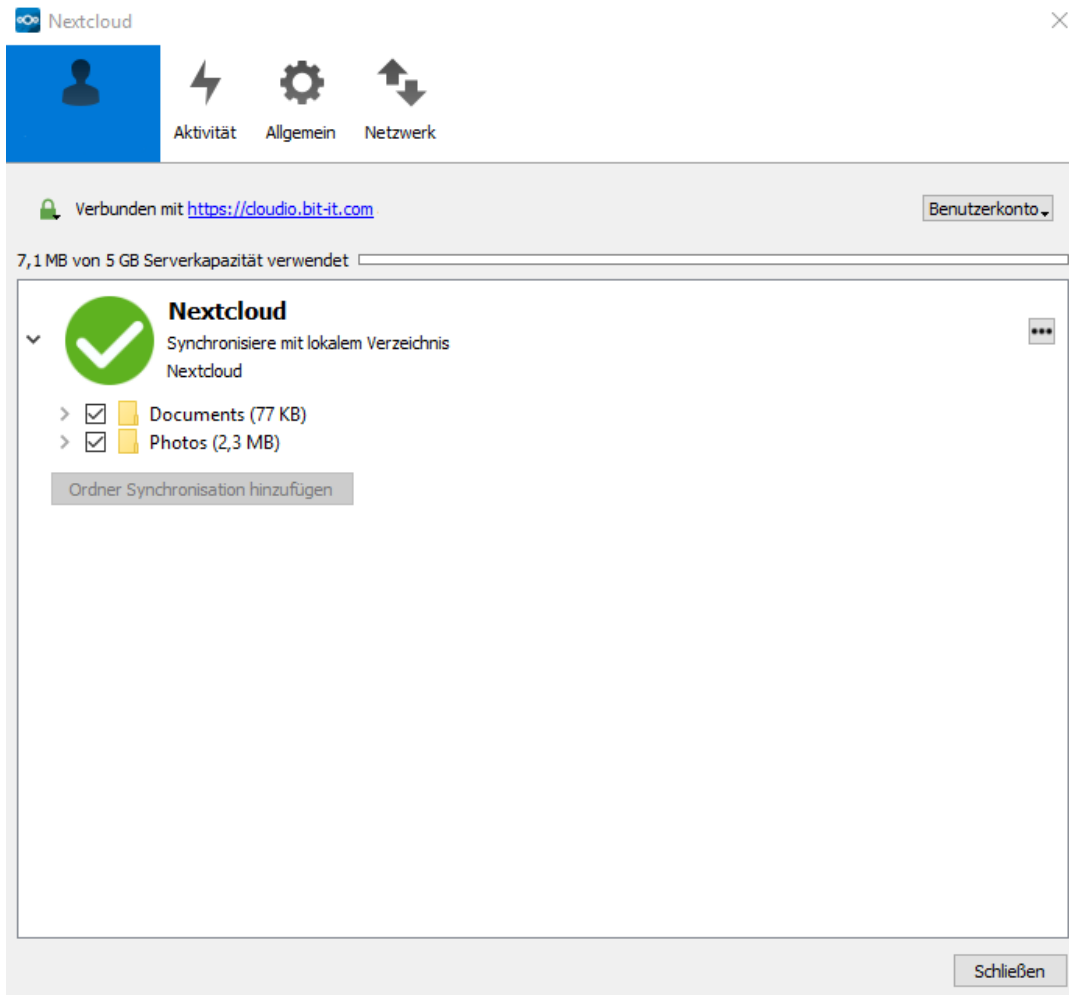 Nextcloud
Aktivität
Allgemein
Netzwerk
Verbunden mit https://cloudio.bit-it.com
Benutzerkonto
7,1 MB von 5 GB Serverkapazität verwendet
Nextcloud
Synchronisiere mit lokalem Verzeichnis
Nextcloud
Documents (77 KB)
Photos (2,3 MB)
Ordner Synchronisation hinzufügen
Schließen